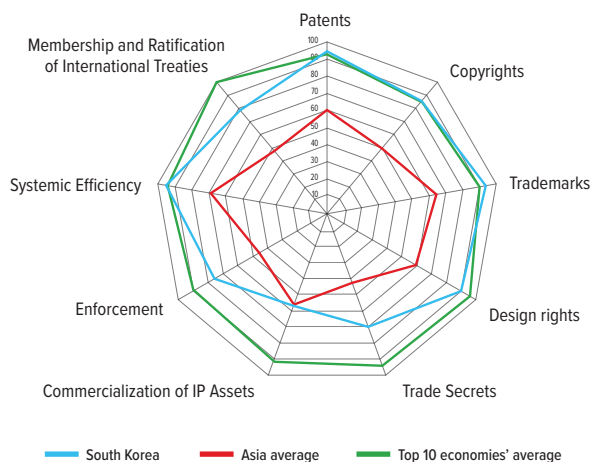 Patents
Membership and Ratification
of International Treaties
Copyrights
100
90
80
70
60
50
40
30
20
10
Systemic Efficiency
Trademarks
Enforcement
Design rights
Commercialization of IP Assets
Trade Secrets
South Korea
Asia average
Top 10 economies' average